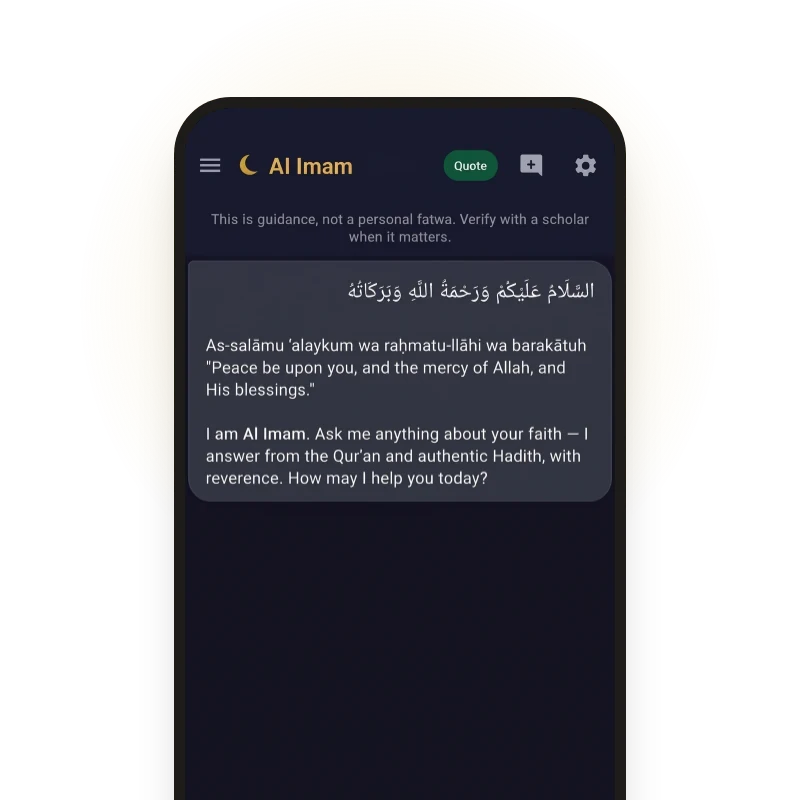 Al Imam
Quote
This is guidance, not a personal fatwa. Verify with a scholar
when it matters.
السَّلَامُ عَلَيْكُمْ وَرَحْمَةُ اللَّهِ وَبَرَكَاتُهُ
As-salāmu ‘alaykum wa raḥmatu-llāhi wa barakātuh
"Peace be upon you, and the mercy of Allah, and
His blessings."
I am Al Imam. Ask me anything about your faith — I
answer from the Qur’an and authentic Hadith, with
reverence. How may I help you today?